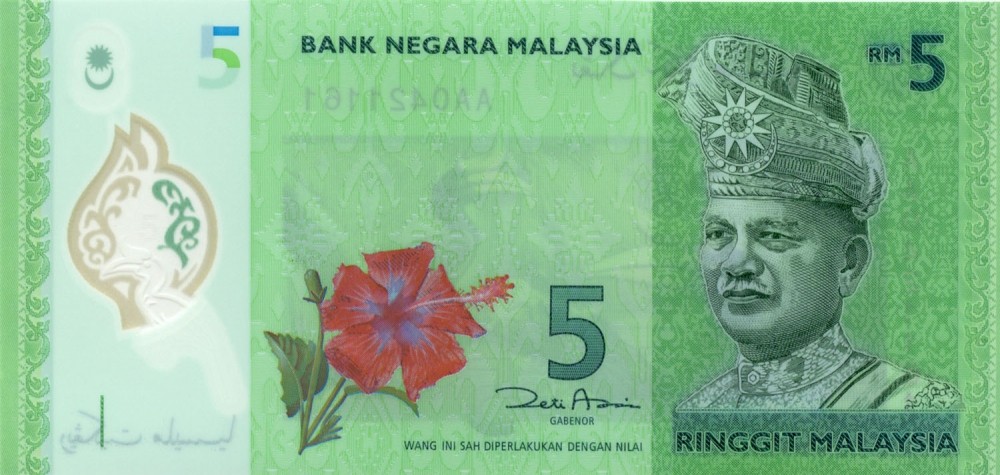 5
BANK NEGARA MALAYSIA
RM 5
AA0421161
5
Zeti Aziz
GABENOR
WANG INI SAH DIPERLAKUKAN DENGAN NILAI
RINGGIT MALAYSIA